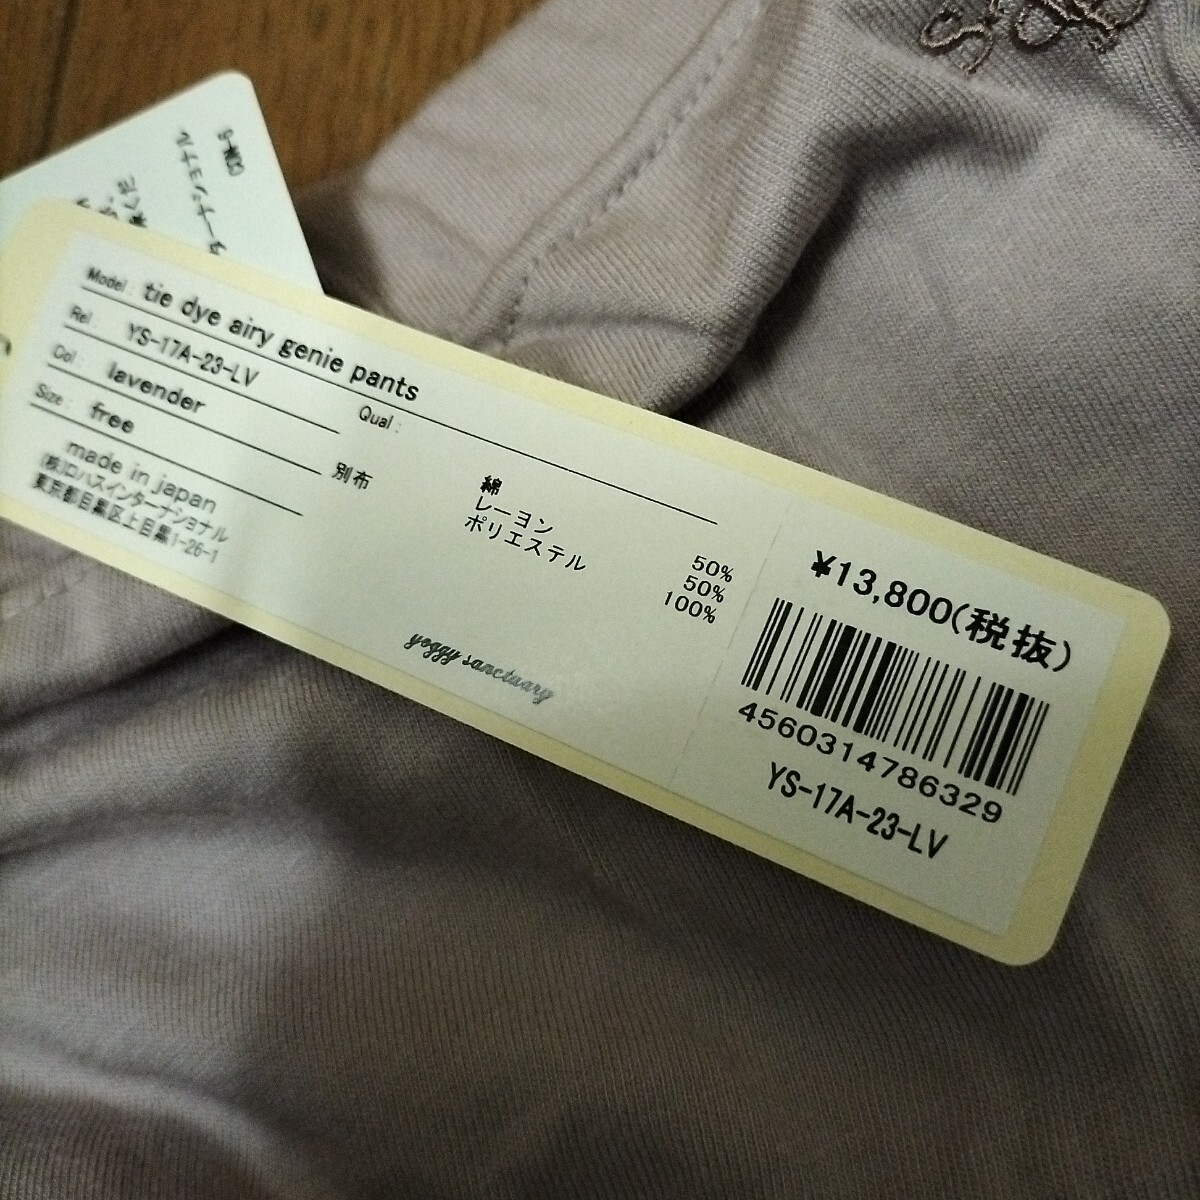 Model: tie dye airy genie pants
Ref: YS-17A-23-LV
Col: lavender
Size: free
Qual:
綿 50%
レーヨン 50%
別布 ポリエステル 100%
made in japan
(株)ロハスインターナショナル
東京都目黒区上目黒1-26-1
yoggy sanctuary
¥13,800(税抜)
4560314786329
YS-17A-23-LV